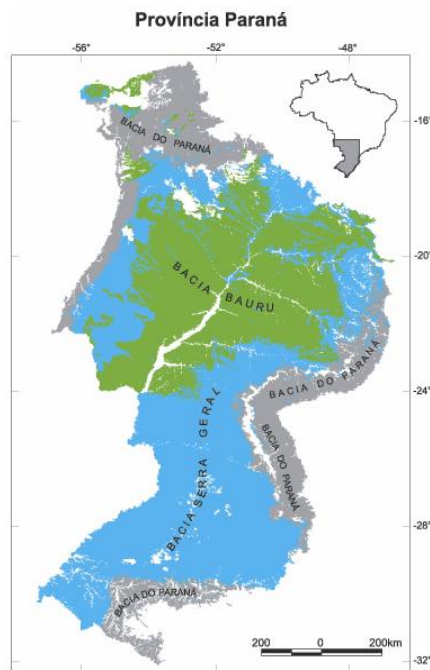 Província Paraná
-56°
-52°
-48°
-16°
BACIA DO PARANÁ
-20°
BACIA BAURU
BACIA DO PARANÁ
-24°
BACIA SERRA GERAL
BACIA DO PARANÁ
-28°
BACIA DO PARANÁ
200 0 200km
-32°